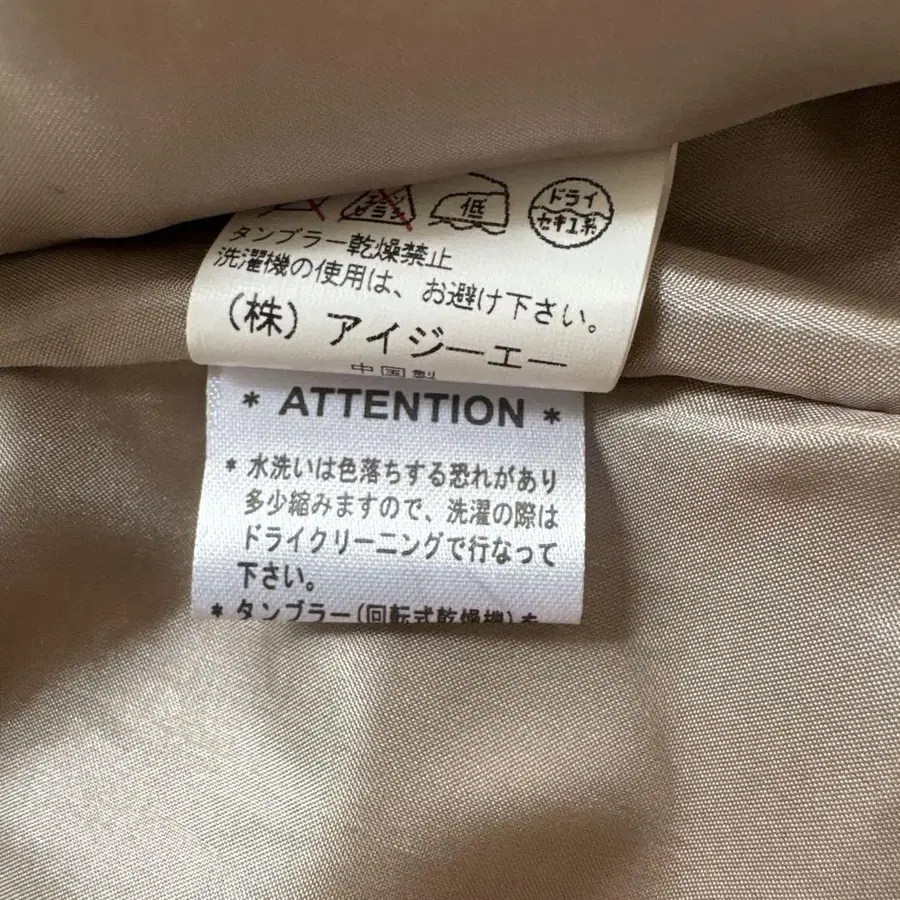 低
ドライ
セキユ系
タンブラー乾燥禁止
洗濯機の使用は、お避け下さい。
(株) アイジーエー
中国製
* ATTENTION *
* 水洗いは色落ちする恐れがあり
多少縮みますので、洗濯の際は
ドライクリーニングで行なって
下さい。
* タンブラー(回転式乾燥機)を